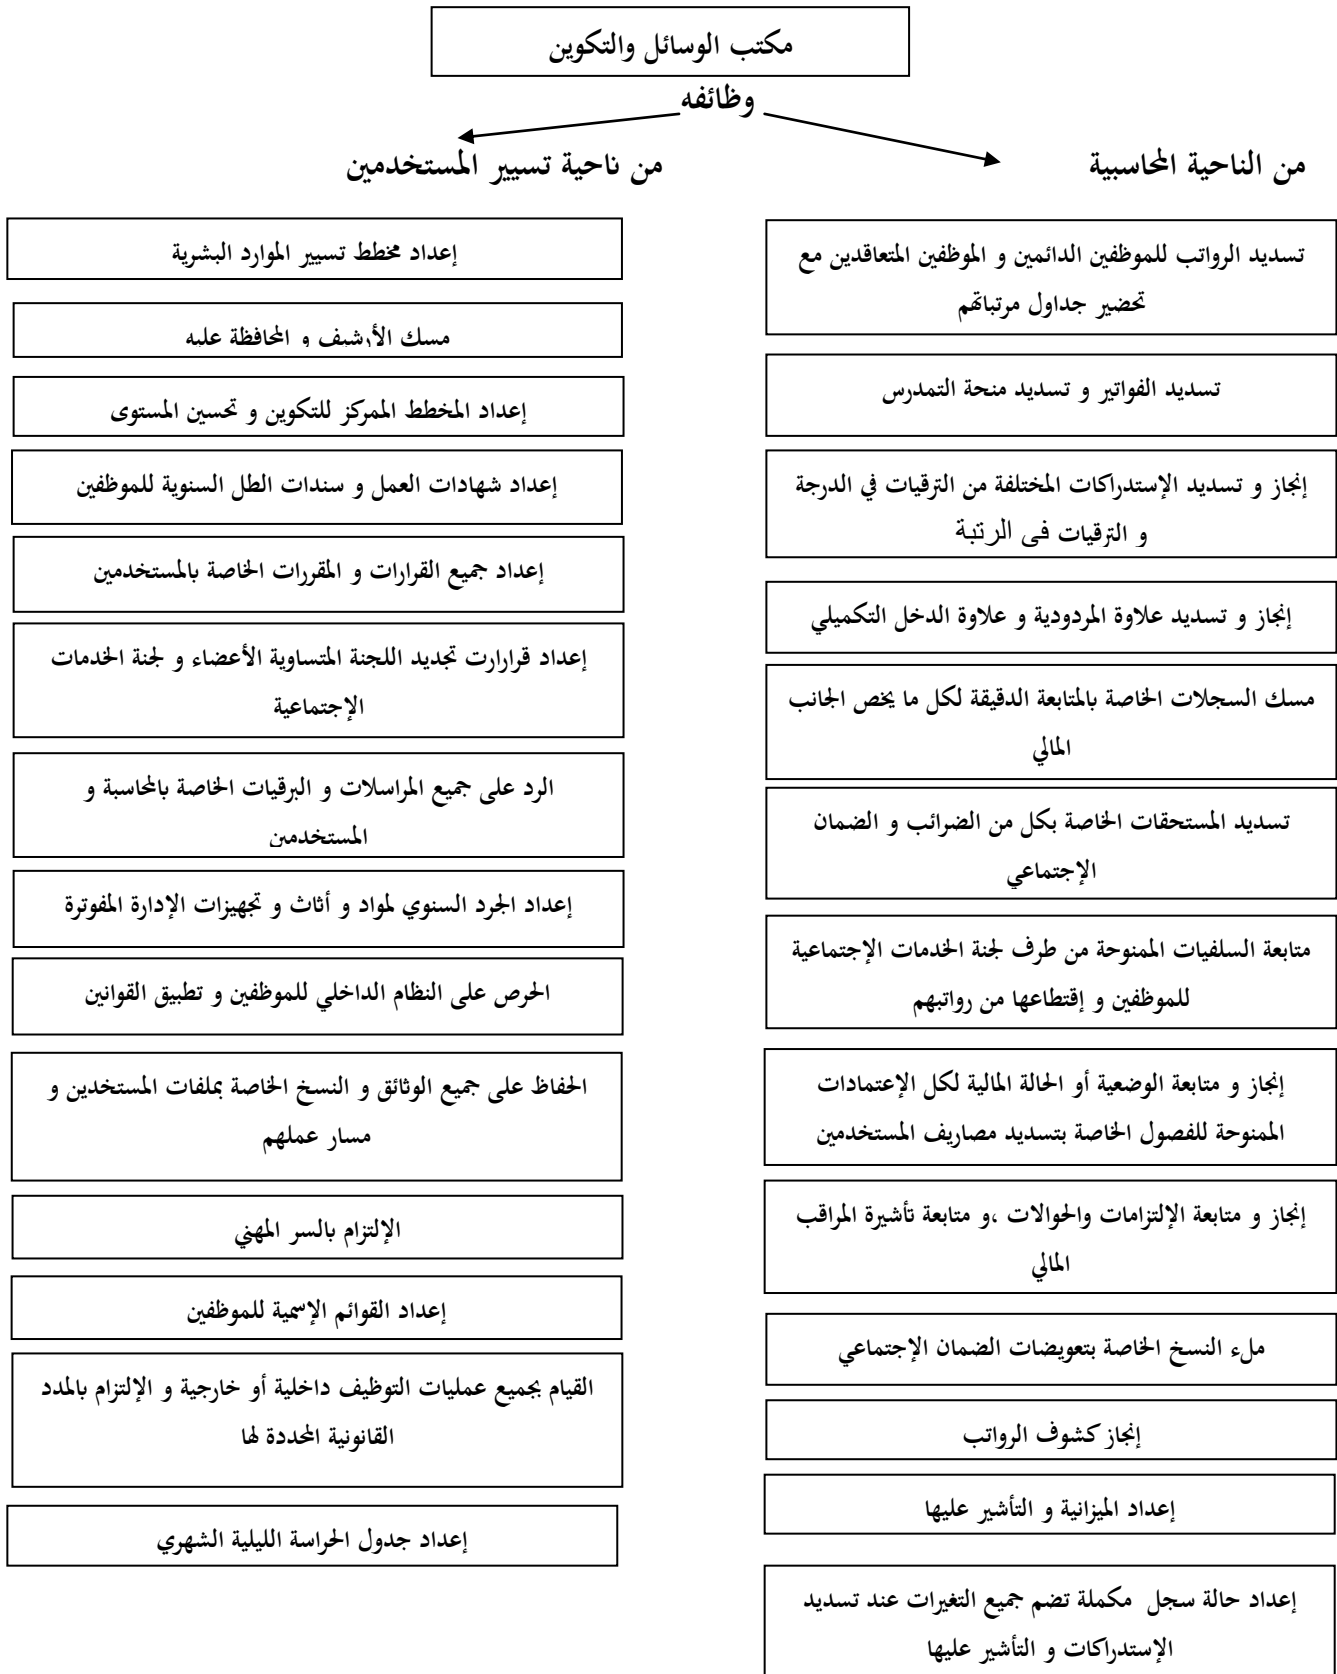 مكتب الوسائل والتكوين
وظائفه
من الناحية المحاسبية
من ناحية تسيير المستخدمين
تسديد الرواتب للموظفين الدائمين و الموظفين المتعاقدين مع
تحضير جداول مرتباتهم
تسديد الفواتير و تسديد منحة التمدرس
إنجاز و تسديد الإستدراكات المختلفة من الترقيات في الدرجة
و الترقيات في الرتبة
إنجاز و تسديد علاوة المردودية و علاوة الدخل التكميلي
مسك السجلات الخاصة بالمتابعة الدقيقة لكل ما يخص الجانب
المالي
تسديد المستحقات الخاصة بكل من الضرائب و الضمان
الإجتماعي
متابعة السلفيات الممنوحة من طرف لجنة الخدمات الإجتماعية
للموظفين و إقتطاعها من رواتبهم
إنجاز و متابعة الوضعية أو الحالة المالية لكل الإعتمادات
الممنوحة للفصول الخاصة بتسديد مصاريف المستخدمين
إنجاز و متابعة الإلتزامات والحوالات ،و متابعة تأشيرة المراقب
المالي
ملء النسخ الخاصة بتعويضات الضمان الإجتماعي
إنجاز كشوف الرواتب
إعداد الميزانية و التأشير عليها
إعداد حالة سجل مكملة تضم جميع التغيرات عند تسديد
الإستدراكات و التأشير عليها
إعداد مخطط تسيير الموارد البشرية
مسك الأرشيف و المحافظة عليه
إعداد المخطط الممركز للتكوين و تحسين المستوى
إعداد شهادات العمل و سندات الطل السنوية للموظفين
إعداد جميع القرارات و المقررات الخاصة بالمستخدمين
إعداد قرارارت تجديد اللجنة المتساوية الأعضاء و لجنة الخدمات
الإجتماعية
الرد على جميع المراسلات و البرقيات الخاصة بالمحاسبة و
المستخدمين
إعداد الجرد السنوي لمواد و أثاث و تجهيزات الإدارة المفوترة
الحرص على النظام الداخلي للموظفين و تطبيق القوانين
الحفاظ على جميع الوثائق و النسخ الخاصة بملفات المستخدين و
مسار عملهم
الإلتزام بالسر المهني
إعداد القوائم الإسمية للموظفين
القيام بجميع عمليات التوظيف داخلية أو خارجية و الإلتزام بالمدد
القانونية المحددة لها
إعداد جدول الحراسة الليلية الشهري